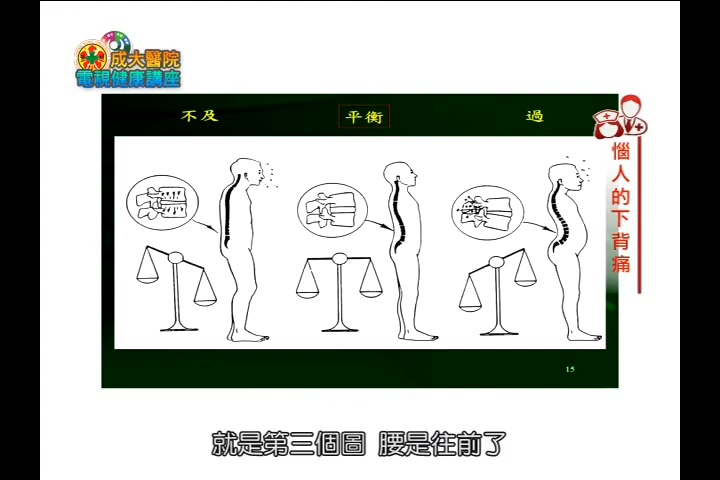 成大醫院
電視健康講座
不及
平衡
過
惱人的下背痛
15
就是第三個圖 腰是往前了